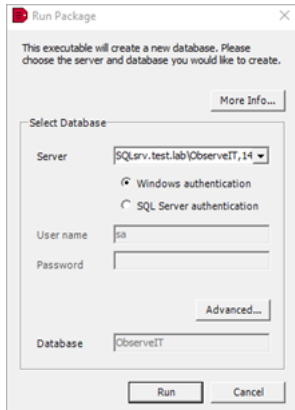 Run Package
This executable will create a new database. Please
choose the server and database you would like to create.
More Info...
Select Database
Server
SQLsrv.test.lab\ObserveIT,14
Windows authentication
SQL Server authentication
User name
sa
Password
Advanced...
Database
ObserveIT
Run
Cancel